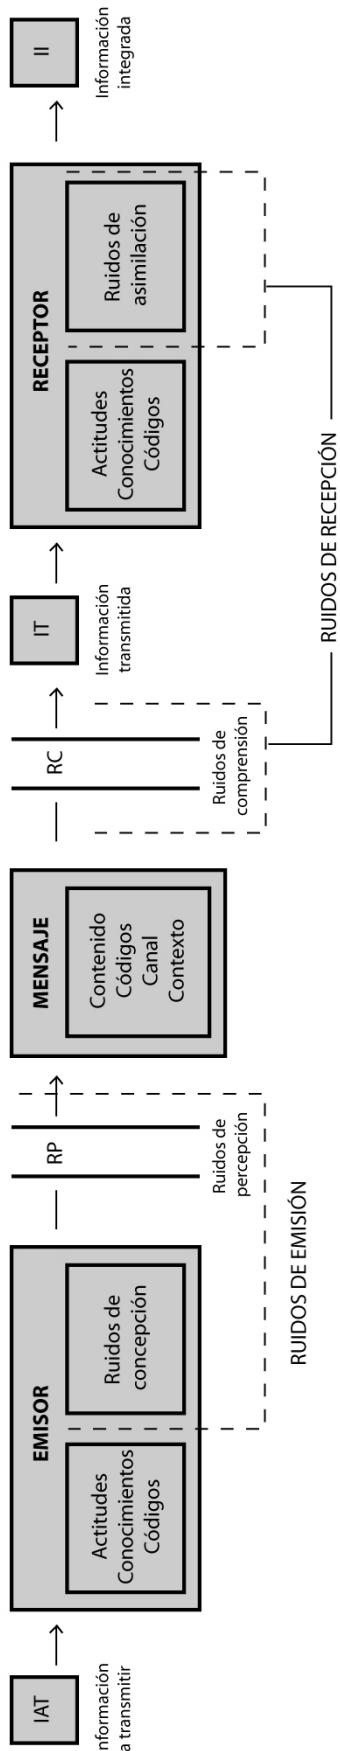 IAT
nformación
a transmitir
EMISOR
Actitudes
Conocimientos
Códigos
Ruidos de
concepción
RP
Ruidos de
percepción
RUIDOS DE EMISIÓN
MENSAJE
Contenido
Códigos
Canal
Contexto
RC
Ruidos de
comprensión
IT
Información
transmitida
RECEPTOR
Actitudes
Conocimientos
Códigos
Ruidos de
asimilación
RUIDOS DE RECEPCIÓN
II
Información
integrada